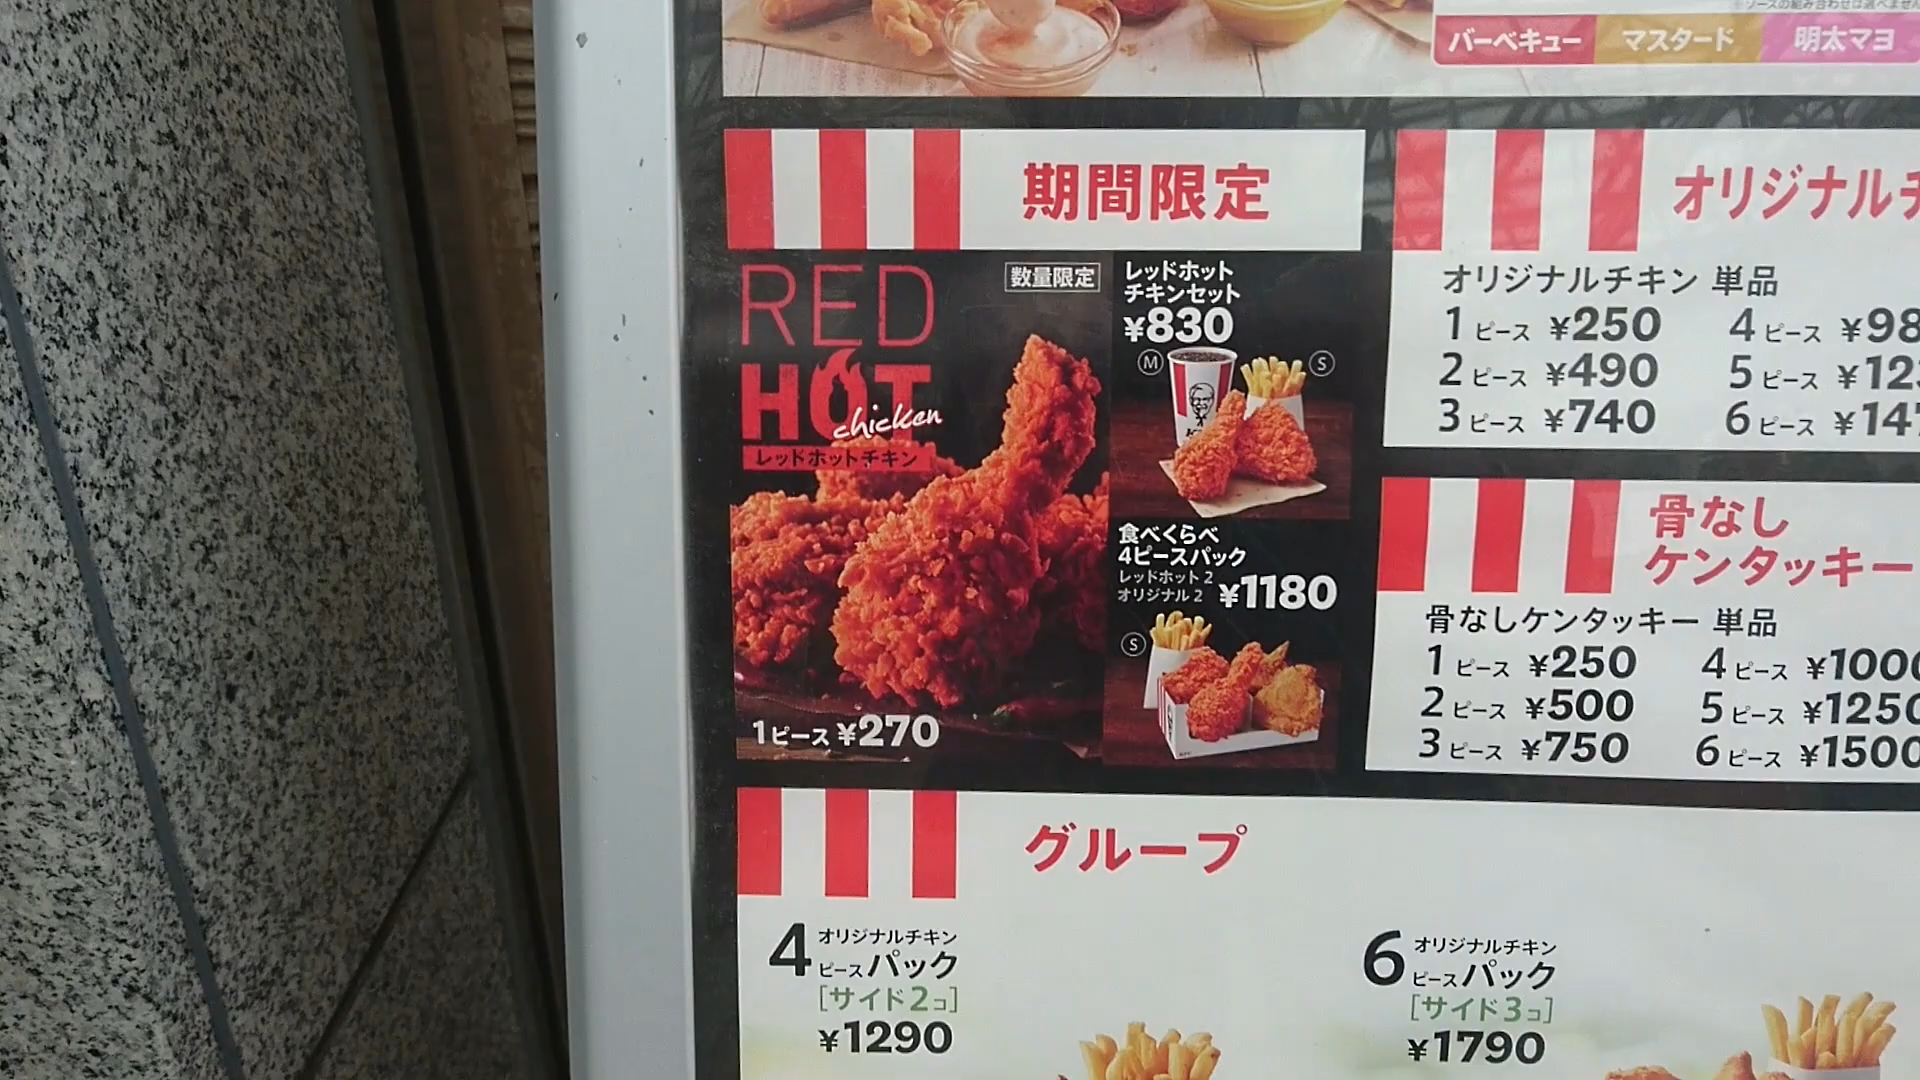 バーベキュー マスタード 明太マヨ
期間限定
RED
HOT
chicken
レッドホットチキン
数量限定
1ピース ¥270
レッドホット
チキンセット
¥830
M S
食べくらべ
4ピースパック
レッドホット2
オリジナル2
¥1180
S
オリジナルチ
オリジナルチキン 単品
1 ピース ¥250 4 ピース ¥98
2 ピース ¥490 5 ピース ¥12
3 ピース ¥740 6 ピース ¥147
骨なし
ケンタッキー
骨なしケンタッキー 単品
1 ピース ¥250 4 ピース ¥1000
2 ピース ¥500 5 ピース ¥1250
3 ピース ¥750 6 ピース ¥1500
グループ
オリジナルチキン
4ピースパック
[サイド2コ]
¥1290
オリジナルチキン
6ピースパック
[サイド3コ]
¥1790